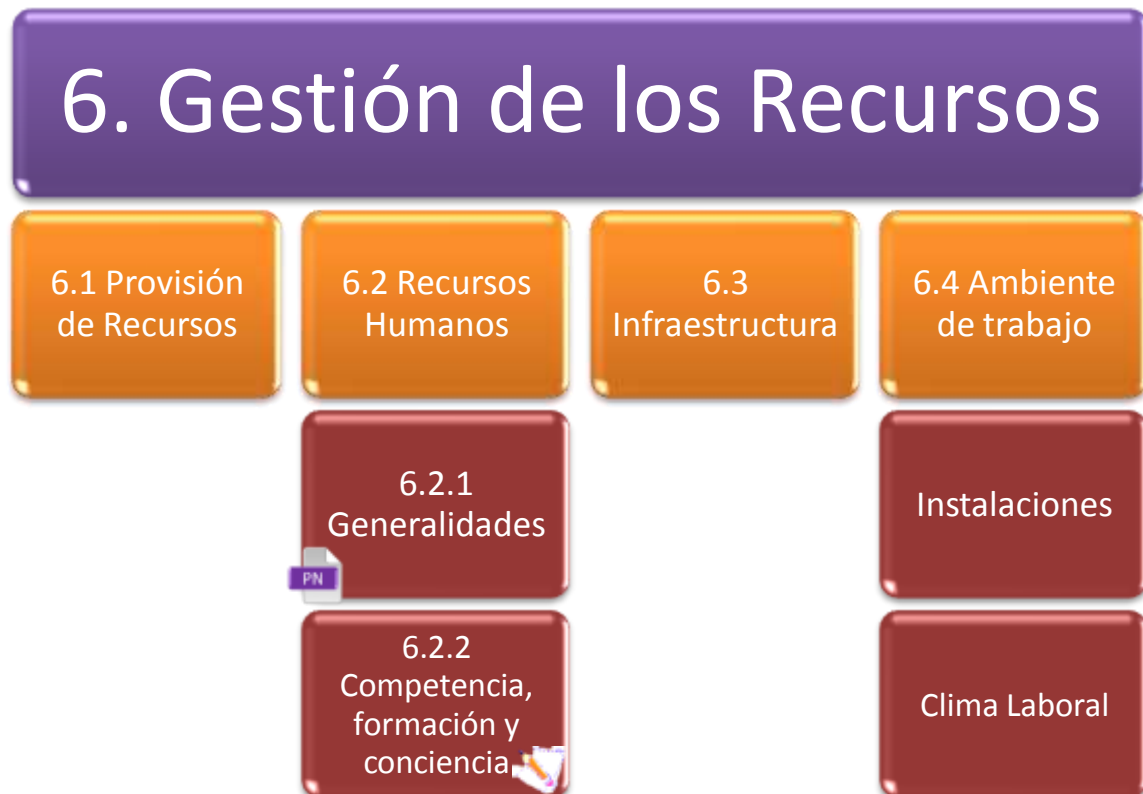 6. Gestión de los Recursos
6.1 Provisión
de Recursos
6.2 Recursos
Humanos
6.3
Infraestructura
6.4 Ambiente
de trabajo
6.2.1
Generalidades
PN
6.2.2
Competencia,
formación y
conciencia
Instalaciones
Clima Laboral